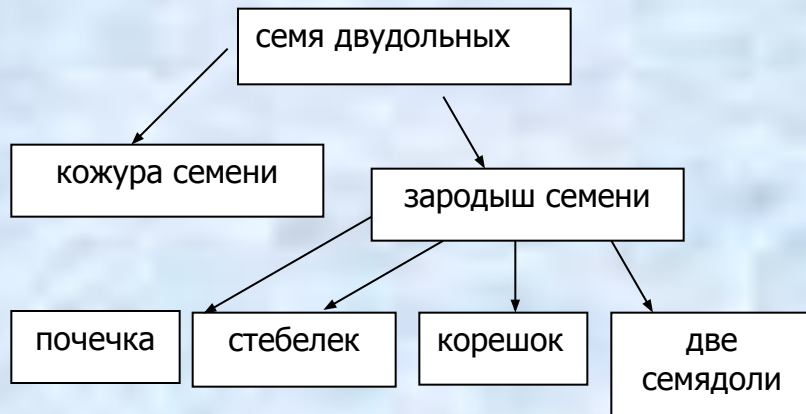 семя двудольных
кожура семени
зародыш семени
почечка
стебелек
корешок
две
семядоли